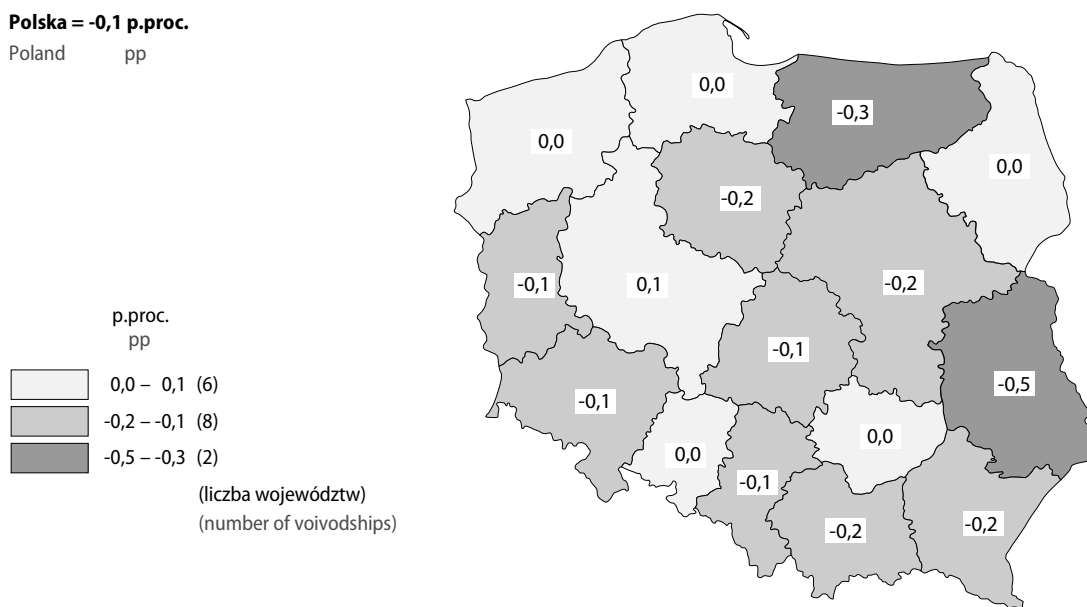 Polska = -0,1 p.proc.
Poland pp
0,0
-0,3
0,0
0,0
-0,2
-0,1
0,1
-0,2
-0,1
-0,5
-0,1
0,0
0,0
-0,1
-0,2
-0,2
p.proc.
pp
0,0 – 0,1 (6)
-0,2 – -0,1 (8)
-0,5 – -0,3 (2)
(liczba województw)
(number of voivodships)